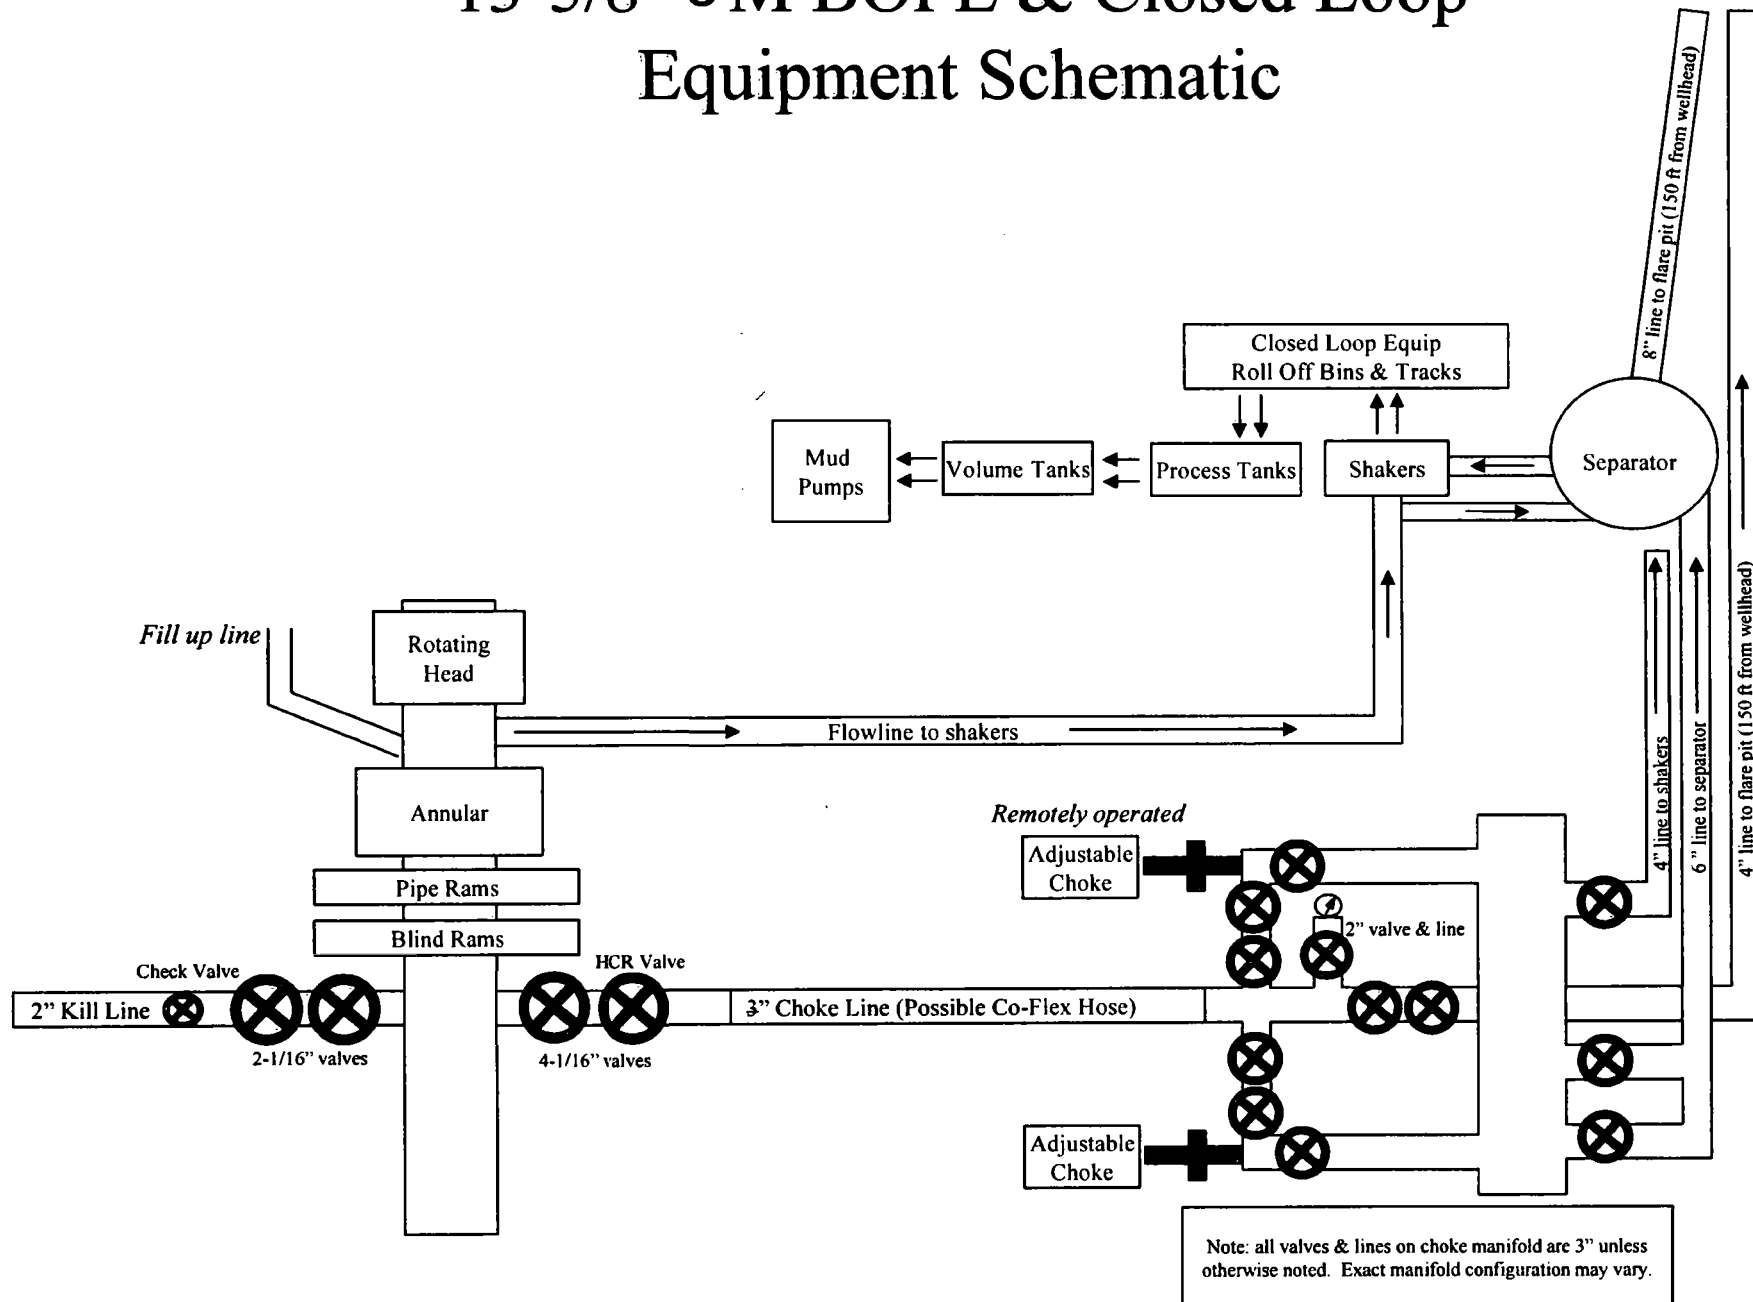 BOPE & Closed Loop
Equipment Schematic
8” line to flare pit (150 ft from wellhead)
Closed Loop Equip
Roll Off Bins & Tracks
Mud
Pumps
Volume Tanks
Process Tanks
Shakers
Separator
Fill up line
Rotating
Head
Flowline to shakers
4” line to shakers
6 ” line to separator
4” line to flare pit (150 ft from wellhead)
Annular
Remotely operated
Adjustable
Choke
Pipe Rams
Blind Rams
2” valve & line
Check Valve
HCR Valve
2” Kill Line
3” Choke Line (Possible Co-Flex Hose)
2-1/16” valves
4-1/16” valves
Adjustable
Choke
Note: all valves & lines on choke manifold are 3” unless
otherwise noted.  Exact manifold configuration may vary.